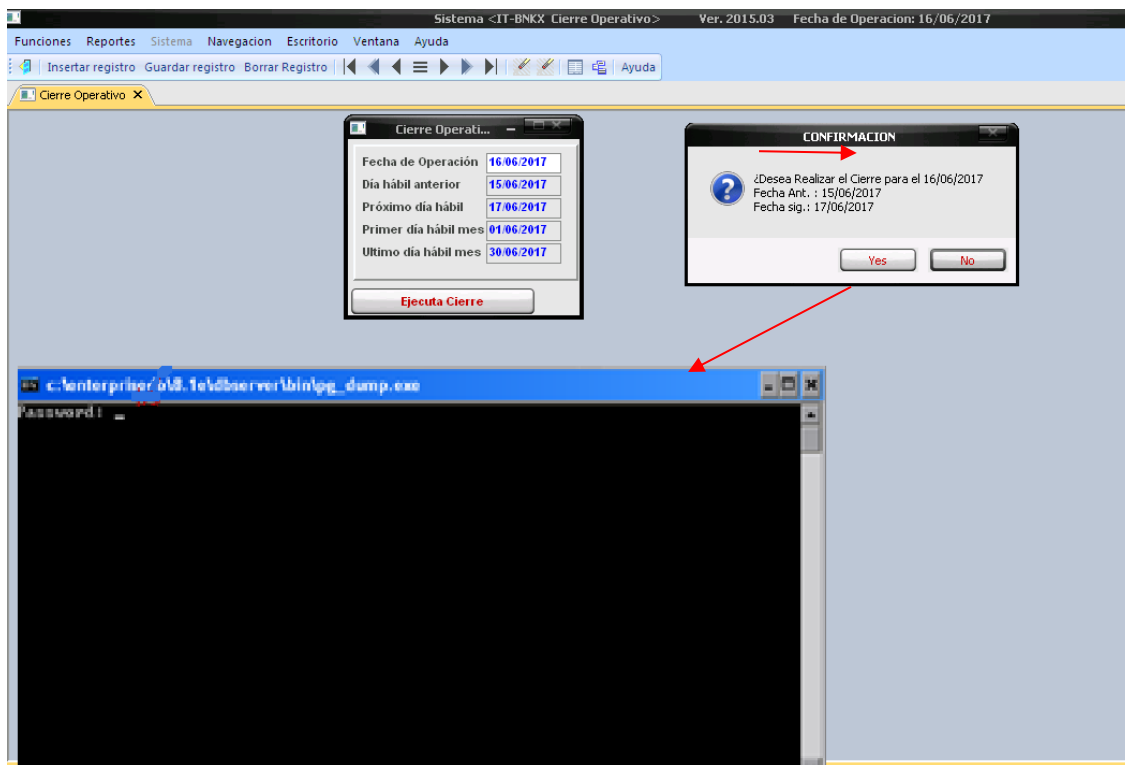 Sistema <IT-BNKX Cierre Operativo> Ver. 2015.03 Fecha de Operacion: 16/06/2017
Funciones Reportes Sistema Navegacion Escritorio Ventana Ayuda
Insertar registro Guardar registro Borrar Registro Ayuda
Cierre Operativo
Cierre Operati...
Fecha de Operación 16/06/2017
Día hábil anterior 15/06/2017
Próximo día hábil 17/06/2017
Primer día hábil mes 01/06/2017
Ultimo día hábil mes 30/06/2017
Ejecuta Cierre
CONFIRMACION
¿Desea Realizar el Cierre para el 16/06/2017
Fecha Ant. : 15/06/2017
Fecha sig.: 17/06/2017
Yes No
\dbserver\bin\pg_dump.exe
Password: _